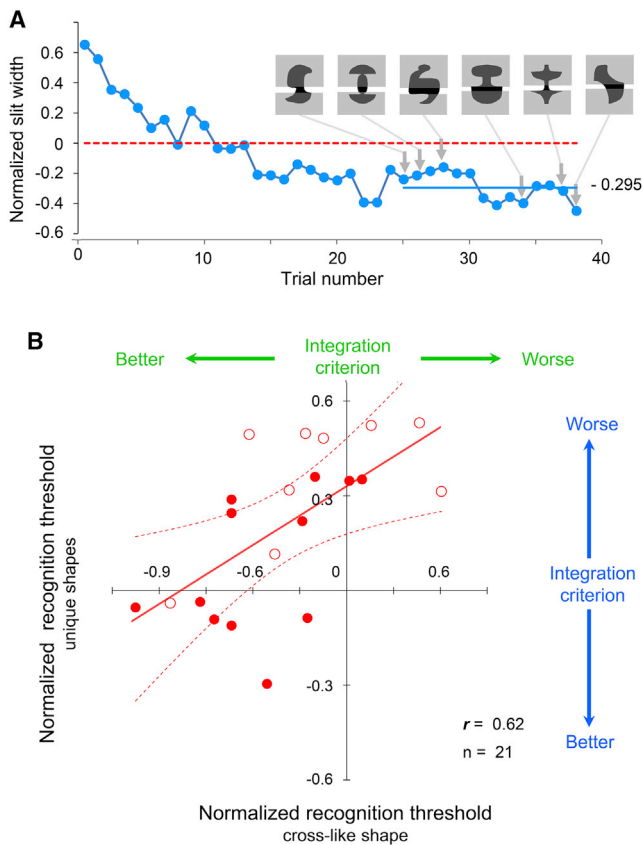 A
Normalized slit width
0.6
0.4
0.2
0
-0.2
-0.4
-0.6
- 0.295
0
10
20
30
40
Trial number
B
Better
Integration
criterion
Worse
Normalized recognition threshold
unique shapes
0.6
0.3
-0.9
-0.6
-0.3
0
0.6
-0.3
-0.6
Worse
Integration
criterion
Better
r = 0.62
n = 21
Normalized recognition threshold
cross-like shape